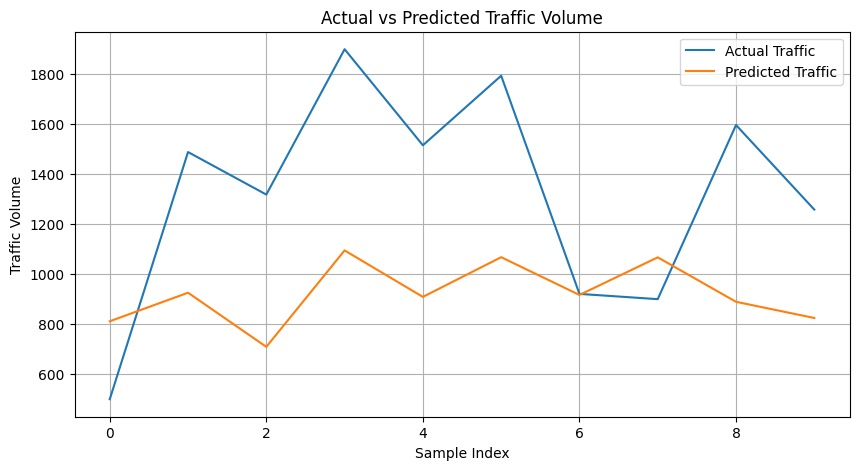 Actual vs Predicted Traffic Volume
Actual Traffic
Predicted Traffic
Traffic Volume
1800
1600
1400
1200
1000
800
600
0 2 4 6 8
Sample Index